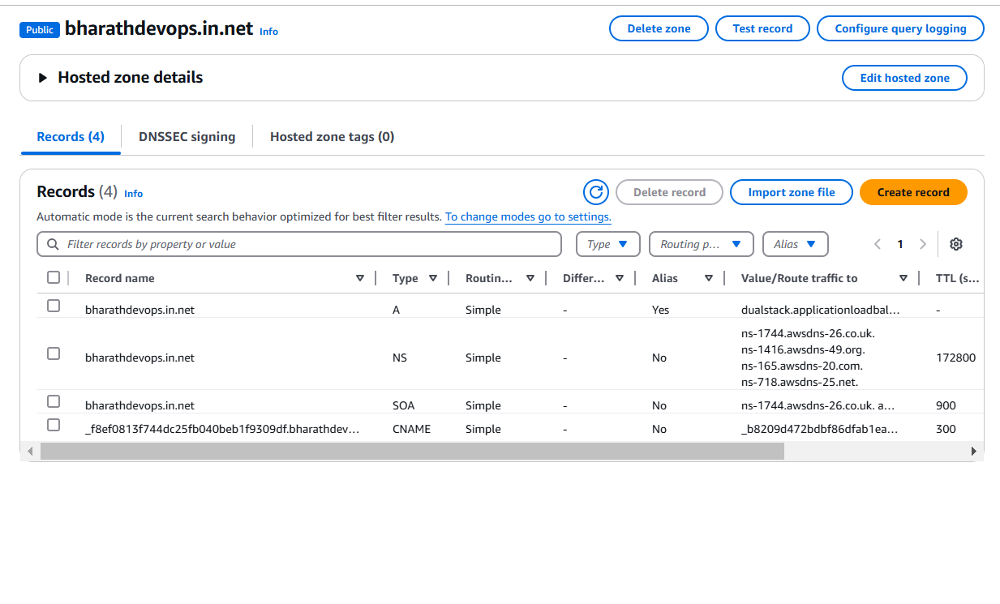 Public bharathdevops.in.net Info Delete zone Test record Configure query logging
Hosted zone details Edit hosted zone
Records (4) DNSSEC signing Hosted zone tags (0)
Records (4) Info Delete record Import zone file Create record
Automatic mode is the current search behavior optimized for best filter results. To change modes go to settings.
Filter records by property or value Type Routing p... Alias 1
Record name Type Routin... Differ... Alias Value/Route traffic to TTL (s...
bharathdevops.in.net A Simple - Yes dualstack.applicationloadbal... -
ns-1744.awsdns-26.co.uk.
ns-1416.awsdns-49.org.
bharathdevops.in.net NS Simple - No 172800
ns-165.awsdns-20.com.
ns-718.awsdns-25.net.
bharathdevops.in.net SOA Simple - No ns-1744.awsdns-26.co.uk. a... 900
_f8ef0813f744dc25fb040beb1f9309df.bharathdev... CNAME Simple - No _b8209d472bdbf86dfab1ea... 300